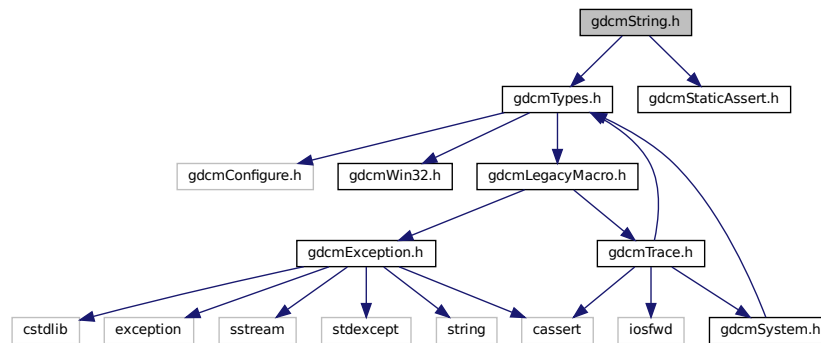 gdcmString.h
gdcmTypes.h
gdcmStaticAssert.h
gdcmConfigure.h
gdcmWin32.h
gdcmLegacyMacro.h
gdcmException.h
gdcmTrace.h
cstdlib
exception
sstream
stdexcept
string
cassert
iosfwd
gdcmSystem.h